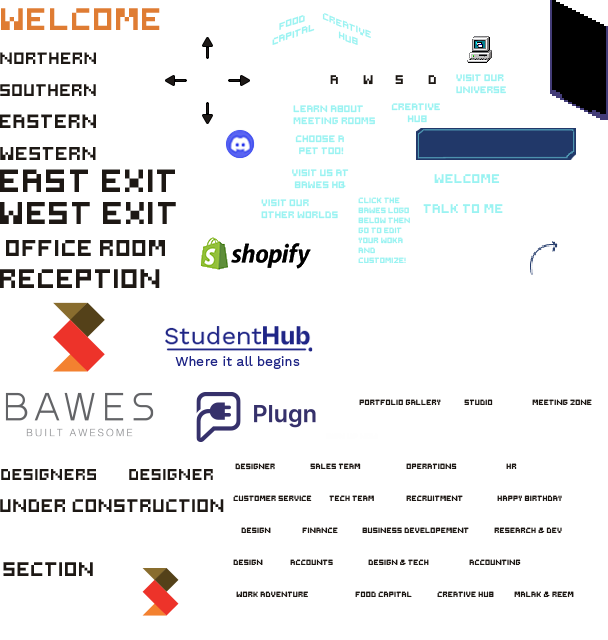 WELCOME
FOOD
CAPITAL
CREATIVE
HUB
NORTHERN
SOUTHERN
EASTERN
WESTERN
A W S D
VISIT OUR
UNIVERSE
LEARN ABOUT
MEETING ROOMS
CREATIVE
HUB
CHOOSE A
PET TOO!
VISIT US AT
BAWES HQ
WELCOME
EAST EXIT
WEST EXIT
VISIT OUR
OTHER WORLDS
CLICK THE
BAWES LOGO
BELOW THEN
GO TO EDIT
YOUR WOKA
AND
CUSTOMIZE!
TALK TO ME
OFFICE ROOM
RECEPTION
shopify
StudentHub.
Where it all begins
BAWES
BUILT AWESOME
Plugn
PORTFOLIO GALLERY
STUDIO
MEETING ZONE
DESIGNERS
DESIGNER
DESIGNER
SALES TEAM
OPERATIONS
HR
UNDER CONSTRUCTION
CUSTOMER SERVICE
TECH TEAM
RECRUITMENT
HAPPY BIRTHDAY
DESIGN
FINANCE
BUSINESS DEVELOPEMENT
RESEARCH & DEV
SECTION
DESIGN
ACCOUNTS
DESIGN & TECH
ACCOUNTING
WORK ADVENTURE
FOOD CAPITAL
CREATIVE HUB
MALAK & REEM